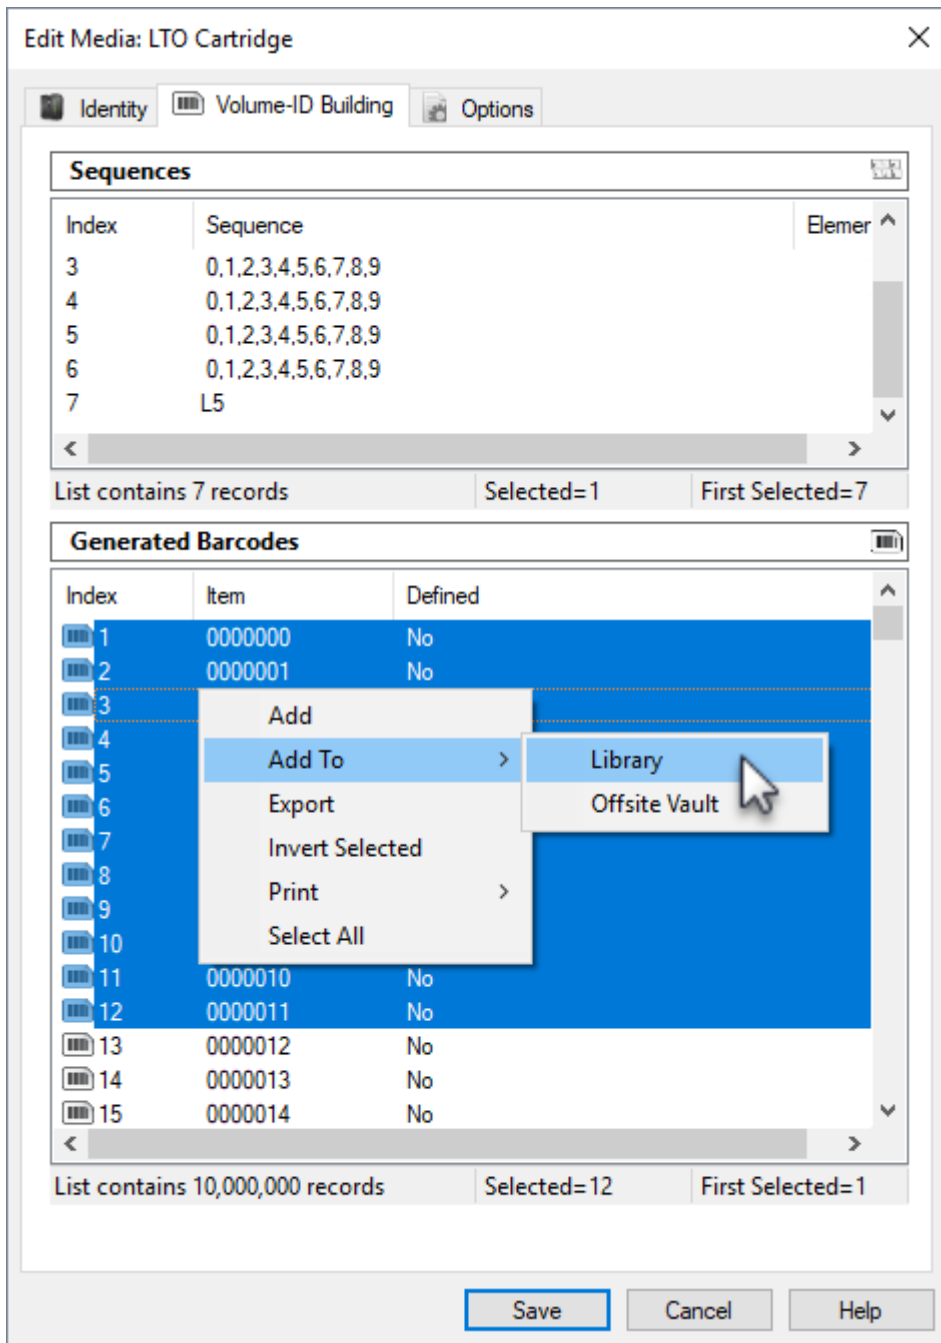 Edit Media: LTO Cartridge
Identity Volume-ID Building Options
Sequences
Index Sequence Elemer
3 0,1,2,3,4,5,6,7,8,9
4 0,1,2,3,4,5,6,7,8,9
5 0,1,2,3,4,5,6,7,8,9
6 0,1,2,3,4,5,6,7,8,9
7 L5
List contains 7 records Selected=1 First Selected=7
Generated Barcodes
Index Item Defined
1 0000000 No
2 0000001 No
3
4
5
6
7
8
9
10
Add
Add To
Export
Invert Selected
Print
Select All
Library
Offsite Vault
11 0000010 No
12 0000011 No
13 0000012 No
14 0000013 No
15 0000014 No
List contains 10,000,000 records Selected=12 First Selected=1
Save Cancel Help